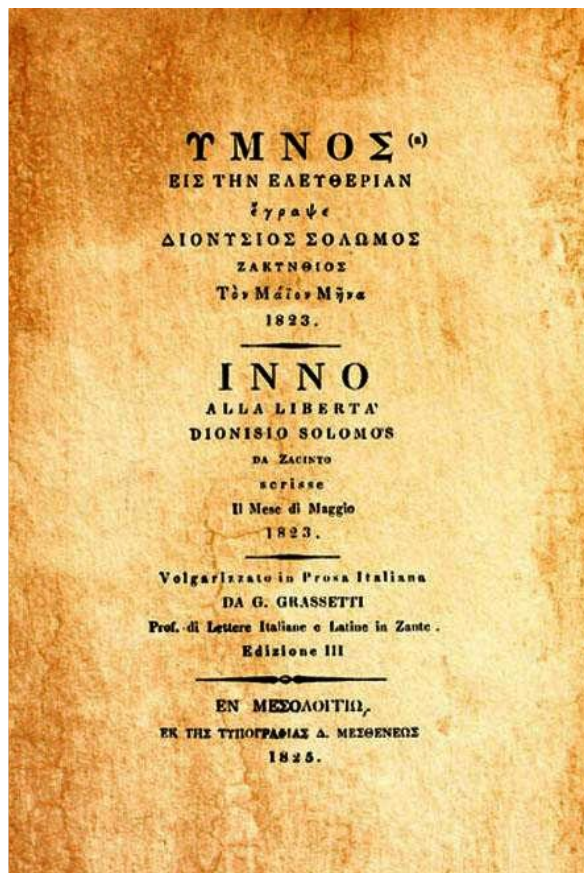 ΥΜΝΟΣ (a)
ΕΙΣ ΤΗΝ ΕΛΕΥΘΕΡΙΑΝ
ἔγραψε
ΔΙΟΝΥΣΙΟΣ ΣΟΛΩΜΟΣ
ΖΑΚΥΝΘΙΟΣ
Τὸν Μάϊον Μῆνα
1823.
INNO
ALLA LIBERTA'
DIONISIO SOLOMOS
DA ZACINTO
scrisse
Il Mese di Maggio
1823.
Volgarizzato in Prosa Italiana
DA G. GRASSETTI
Prof. di Lettere Italiane e Latine in Zante.
Edizione III
ΕΝ ΜΕΣΟΛΟΓΓΙΩ,
ΕΚ ΤΗΣ ΤΥΠΟΓΡΑΦΙΑΣ Δ. ΜΕΣΘΕΝΕΩΣ
1825.